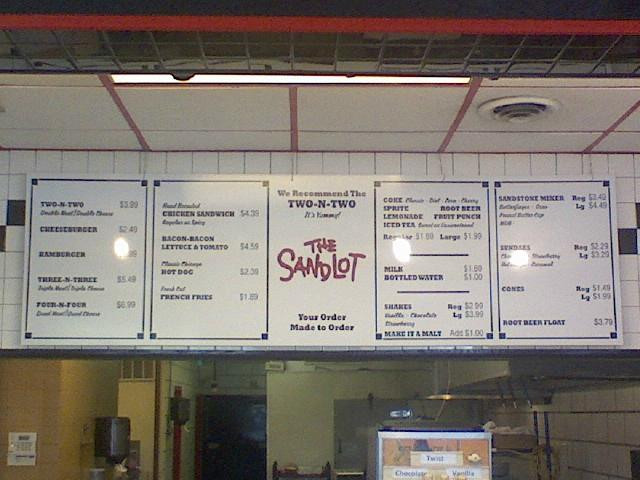 TWO-N-TWO $3.99
Double Meat/Double Cheese
CHEESEBURGER $2.49
HAMBURGER
THREE-N-THREE $5.49
Triple Meat/Triple Cheese
FOUR-N-FOUR $6.99
Quad Meat/Quad Cheese
Hand Breaded
CHICKEN SANDWICH $4.39
Regular or Spicy
BACON-BACON
LETTUCE & TOMATO $4.59
Classic Chicago
HOT DOG $2.39
Fresh Cut
FRENCH FRIES $1.89
We Recommend The
TWO-N-TWO
It's Yummy!
THE
SANDLOT
Your Order
Made to Order
COKE Classic - Diet - Zero - Cherry
SPRITE ROOT BEER
LEMONADE FRUIT PUNCH
ICED TEA Sweet or Unsweetened
Regular $1.69 Large $1.99
MILK
BOTTLED WATER $1.00
SHAKES Reg $2.99
Vanilla - Chocolate Lg $3.99
Strawberry
MAKE IT A MALT Add $1.00
SANDSTONE MIXER Reg $3.49
Butterfinger - Oreo Lg $4.49
Peanut Butter Cup
SUNDAES Reg $2.29
Strawberry Lg $3.29
Caramel
CONES Reg $1.49
Lg $1.99
ROOT BEER FLOAT $3.79
Twist
Chocolate Vanilla